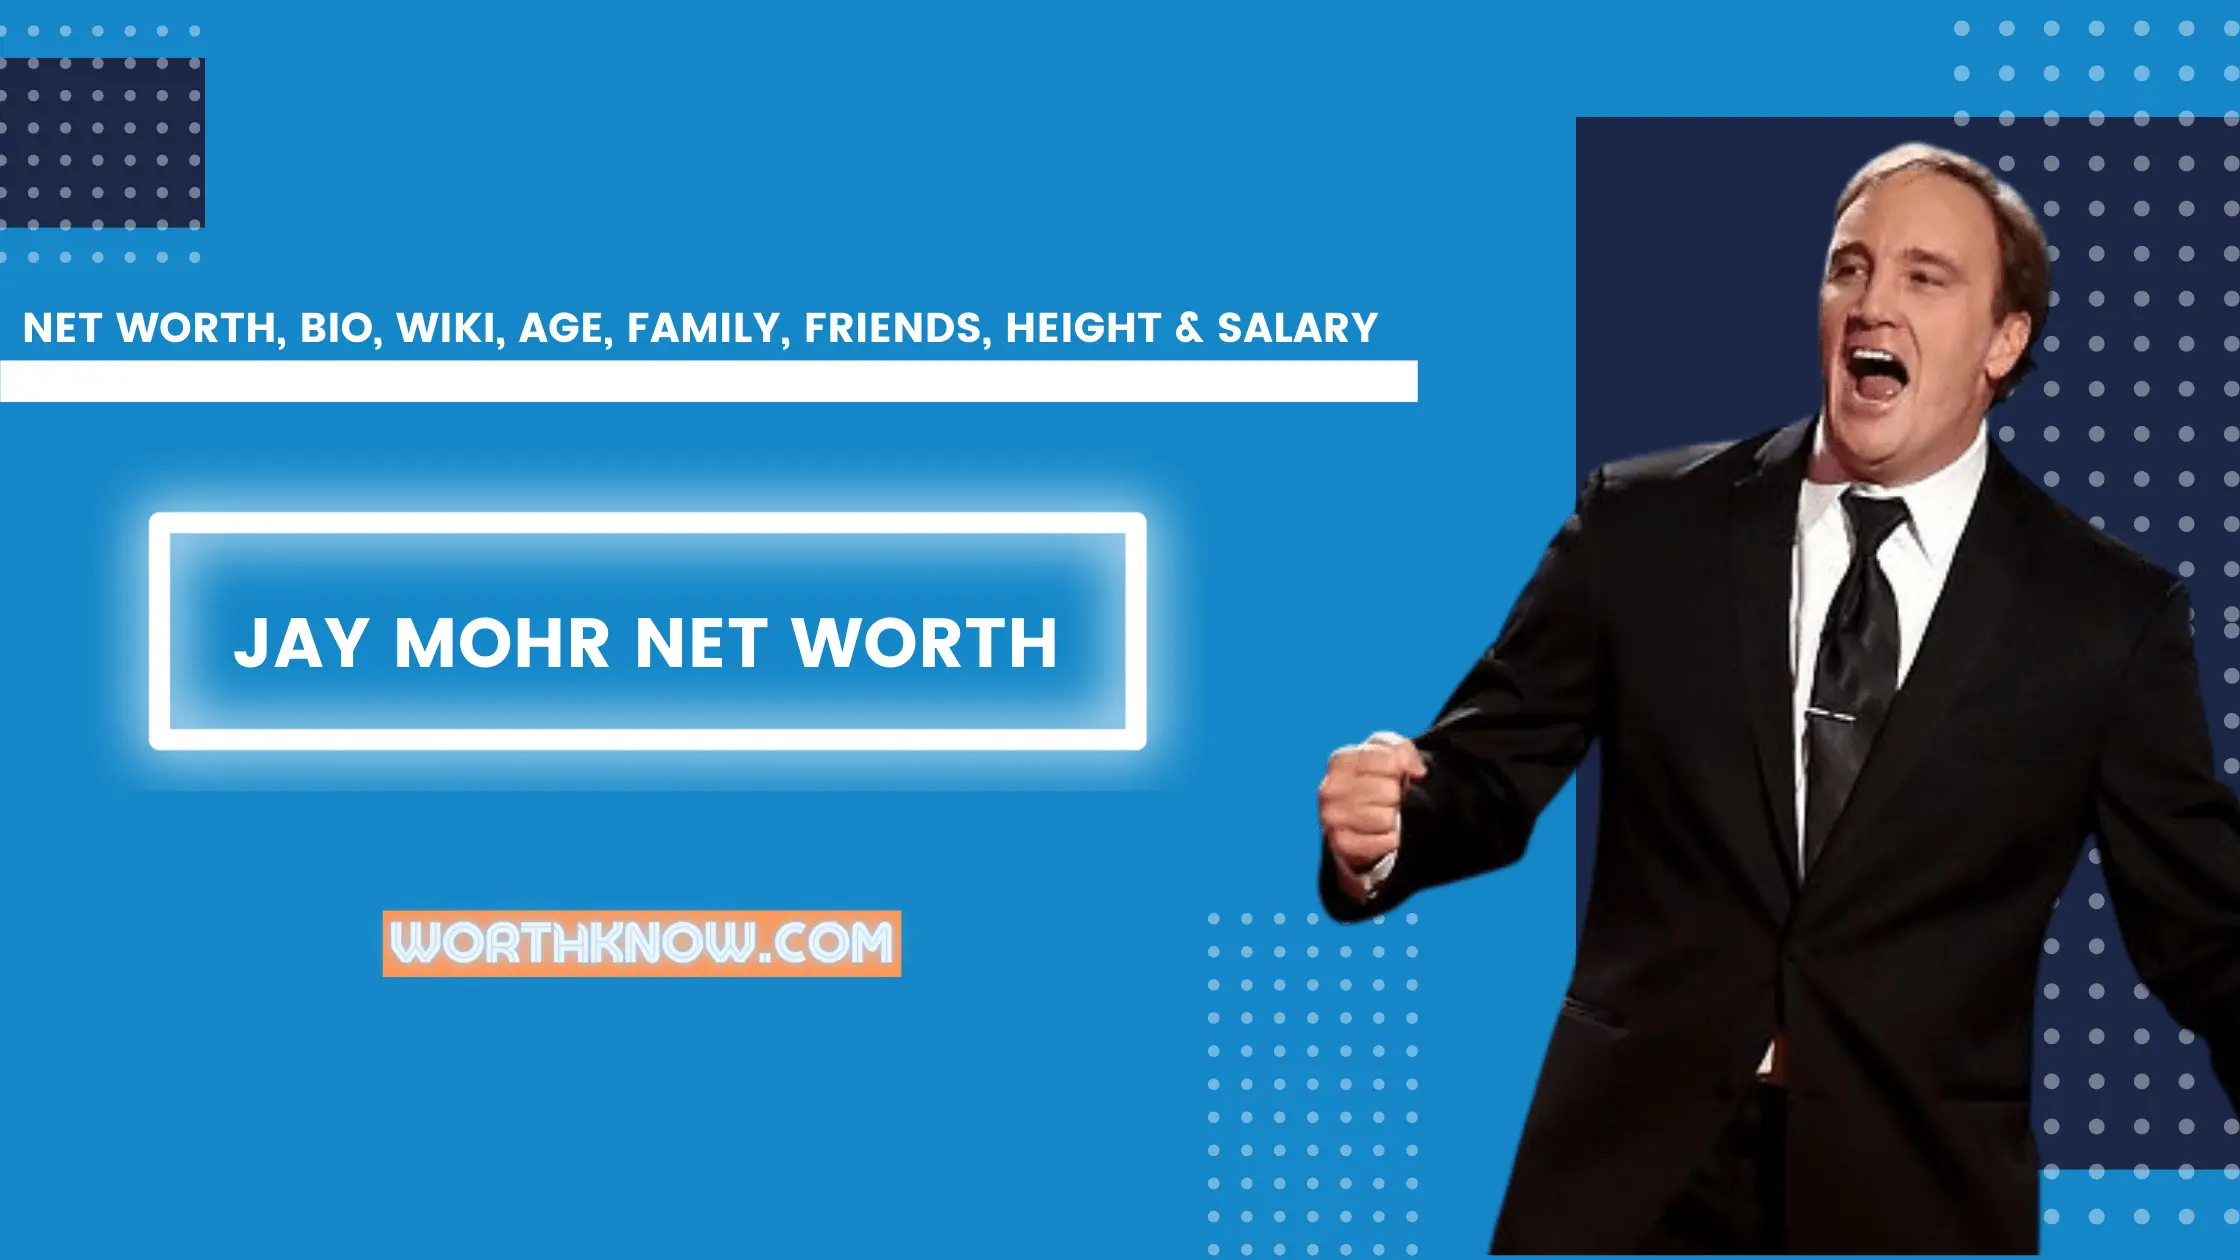 NET WORTH, BIO, WIKI, AGE, FAMILY, FRIENDS, HEIGHT & SALARY
JAY MOHR NET WORTH
WORTHKNOW.COM